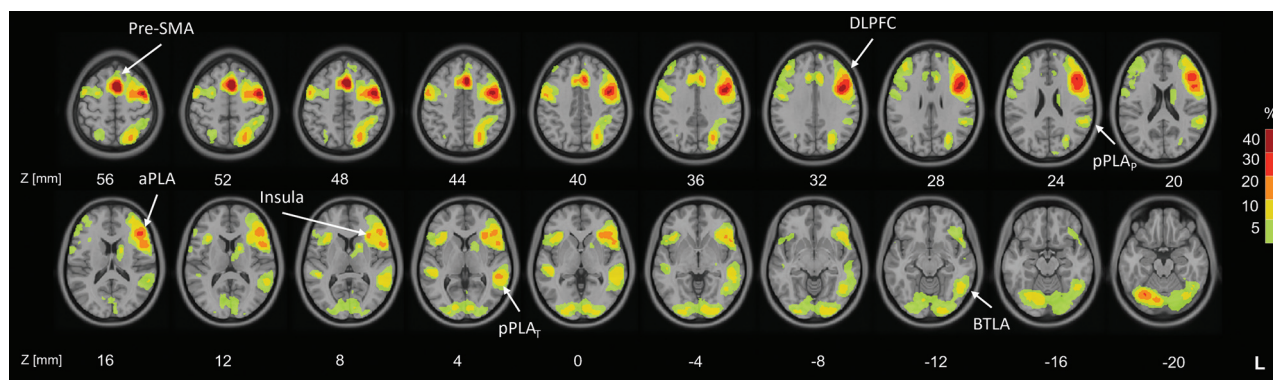 Pre-SMA
DLPFC
%
40
30
20
10
5
pPLAP
Z [mm] 56 52 48 44 40 36 32 28 24 20
aPLA
Insula
pPLAT
BTLA
Z [mm] 16 12 8 4 0 -4 -8 -12 -16 -20
L